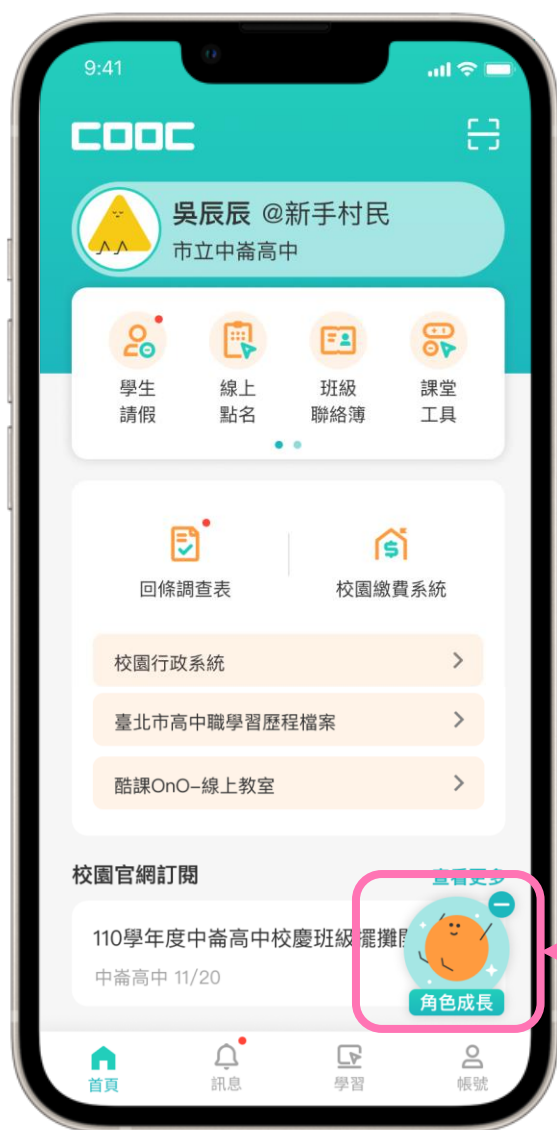 9:41
COOC
吳辰辰 @新手村民
市立中崙高中
學生
請假
線上
點名
班級
聯絡簿
課堂
工具
回條調查表
校園繳費系統
校園行政系統
臺北市高中職學習歷程檔案
酷課OnO-線上教室
校園官網訂閱
查看更多
110學年度中崙高中校慶班級擺攤
中崙高中 11/20
角色成長
首頁
訊息
學習
帳號